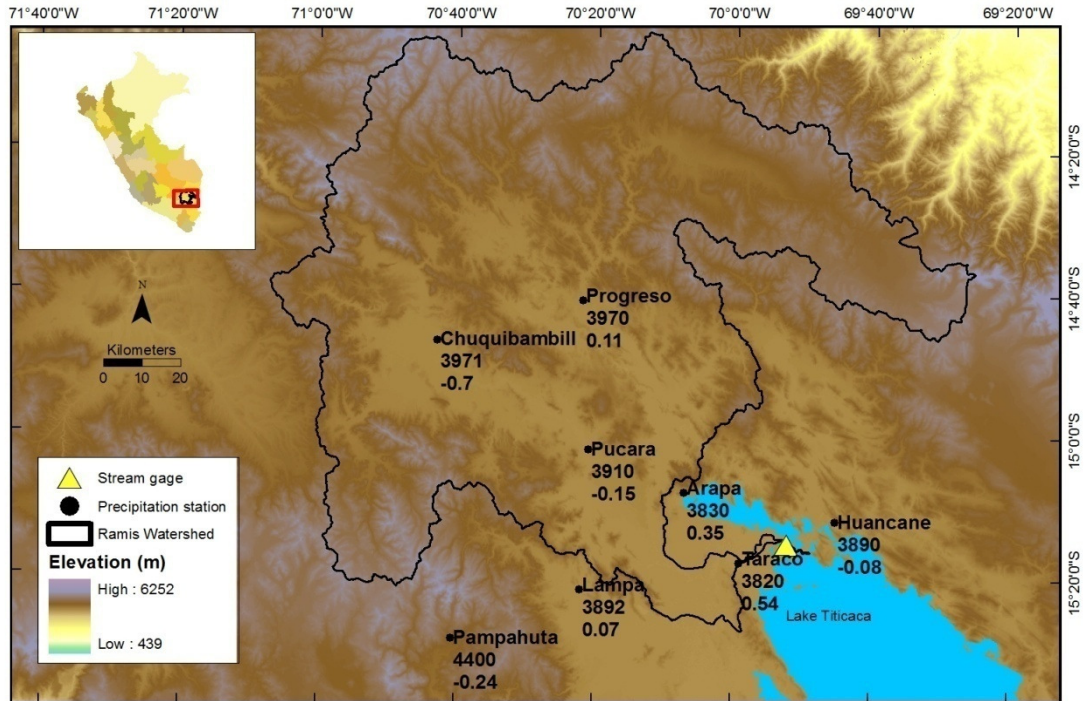 71°40'0"W 71°20'0"W 71°0'0"W 70°40'0"W 70°20'0"W 70°0'0"W 69°40'0"W 69°20'0"W
14°20'0"S
14°40'0"S
15°0'0"S
15°20'0"S
N
Kilometers
0 10 20
Progreso
3970
0.11
Chuquibambill
3971
-0.7
Pucara
3910
-0.15
Arapa
3830
0.35
Huancane
3890
-0.08
Taraco
3820
0.54
Lampa
3892
0.07
Pampahuta
4400
-0.24
Lake Titicaca
Stream gage
Precipitation station
Ramis Watershed
Elevation (m)
High : 6252
Low : 439